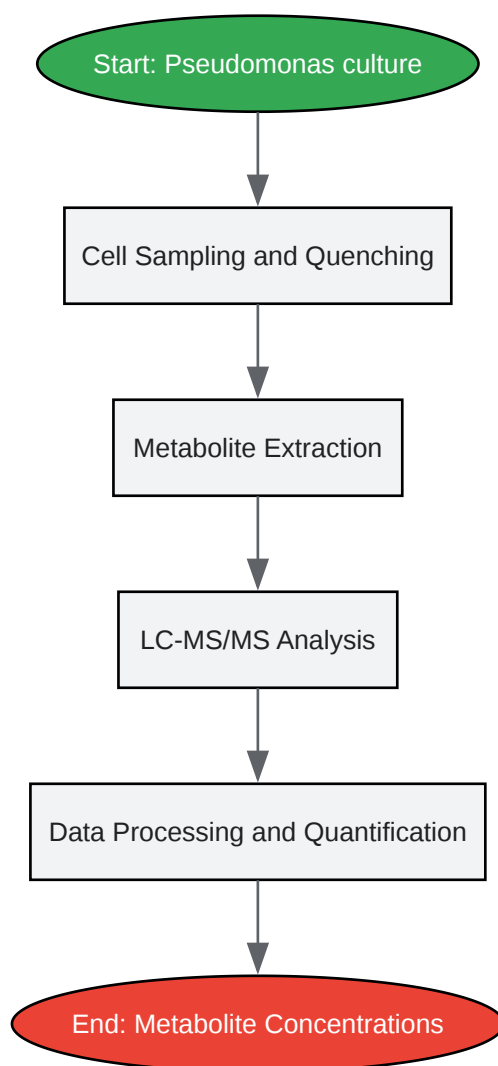 Start: Pseudomonas culture
Cell Sampling and Quenching
Metabolite Extraction
LC-MS/MS Analysis
Data Processing and Quantification
End: Metabolite Concentrations